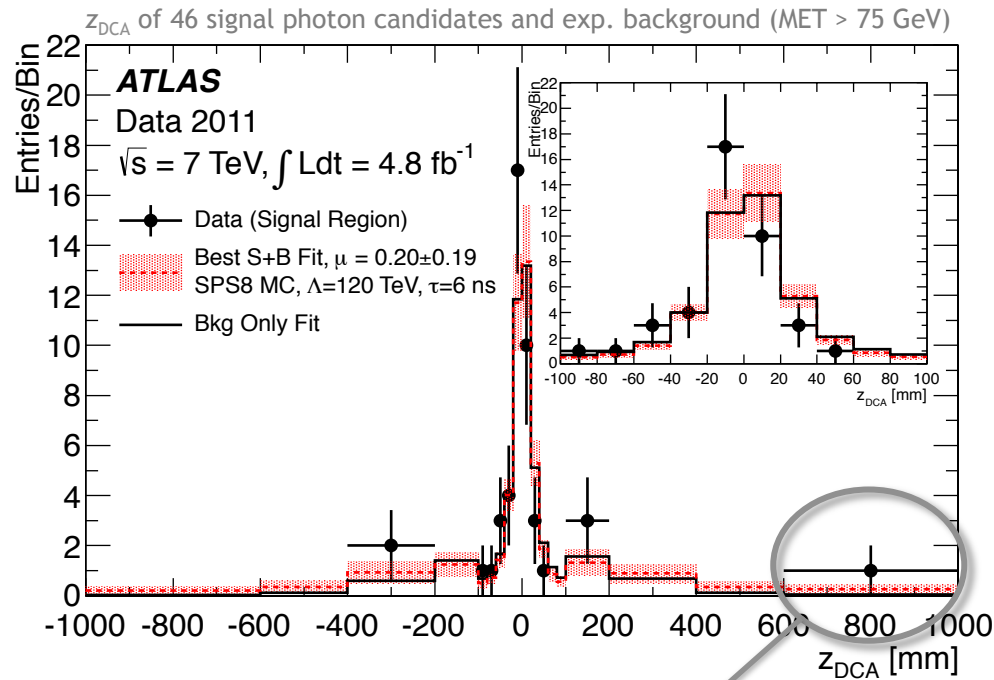 z_DCA of 46 signal photon candidates and exp. background (MET > 75 GeV)
Entries/Bin
22
20
18
16
14
12
10
8
6
4
2
0
ATLAS
Data 2011
√s = 7 TeV, ∫ Ldt = 4.8 fb⁻¹
Data (Signal Region)
Best S+B Fit, μ = 0.20±0.19
SPS8 MC, Λ=120 TeV, τ=6 ns
Bkg Only Fit
Entries/Bin
22
20
18
16
14
12
10
8
6
4
2
0
-100 -80 -60 -40 -20 0 20 40 60 80 100
z_DCA [mm]
-1000 -800 -600 -400 -200 0 200 400 600 800 1000
z_DCA [mm]